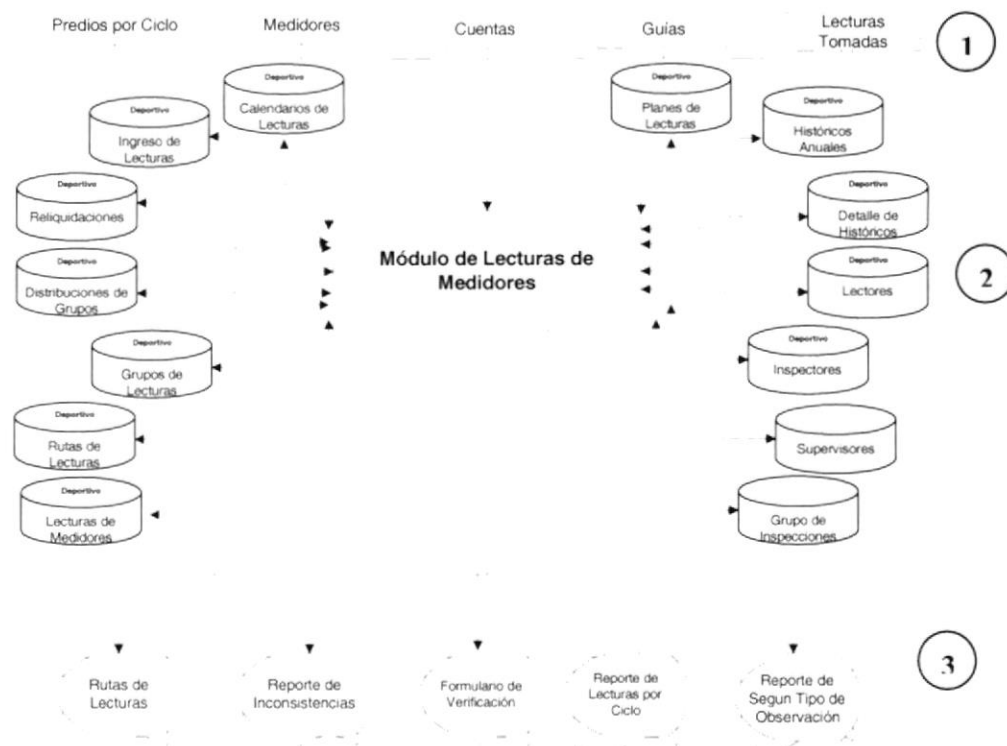 Predios por Ciclo
Medidores
Cuentas
Guías
Lecturas
Tomadas
1
Deportivo
Calendarios de
Lecturas
Deportivo
Planes de
Lecturas
Deportivo
Ingreso de
Lecturas
Deportivo
Históricos
Anuales
Deportivo
Reliquidaciones
Deportivo
Detalle de
Históricos
Módulo de Lecturas de
Medidores
2
Deportivo
Distribuciones de
Grupos
Deportivo
Lectores
Deportivo
Grupos de
Lecturas
Deportivo
Inspectores
Deportivo
Rutas de
Lecturas
Supervisores
Deportivo
Lecturas de
Medidores
Grupo de
Inspecciones
3
Rutas de
Lecturas
Reporte de
Inconsistencias
Formulario de
Verificación
Reporte de
Lecturas por
Ciclo
Reporte de
Segun Tipo de
Observación